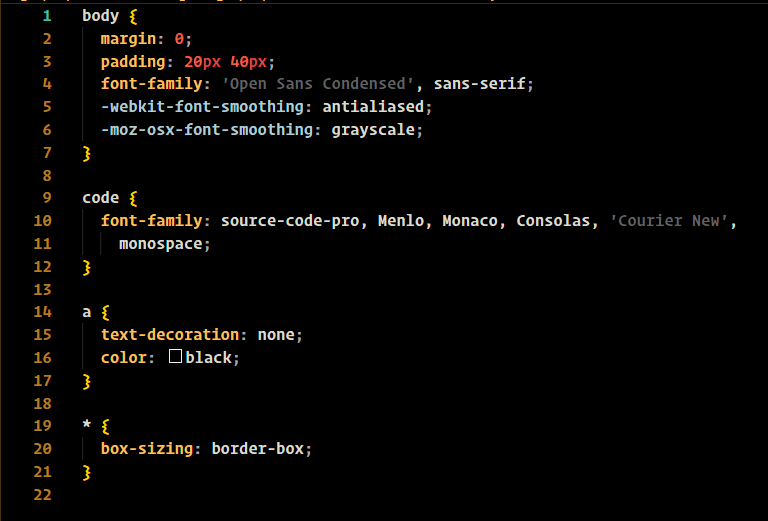 1 body {
2   margin: 0;
3   padding: 20px 40px;
4   font-family: 'Open Sans Condensed', sans-serif;
5   -webkit-font-smoothing: antialiased;
6   -moz-osx-font-smoothing: grayscale;
7 }
8
9 code {
10   font-family: source-code-pro, Menlo, Monaco, Consolas, 'Courier New',
11     monospace;
12 }
13
14 a {
15   text-decoration: none;
16   color: black;
17 }
18
19 * {
20   box-sizing: border-box;
21 }
22